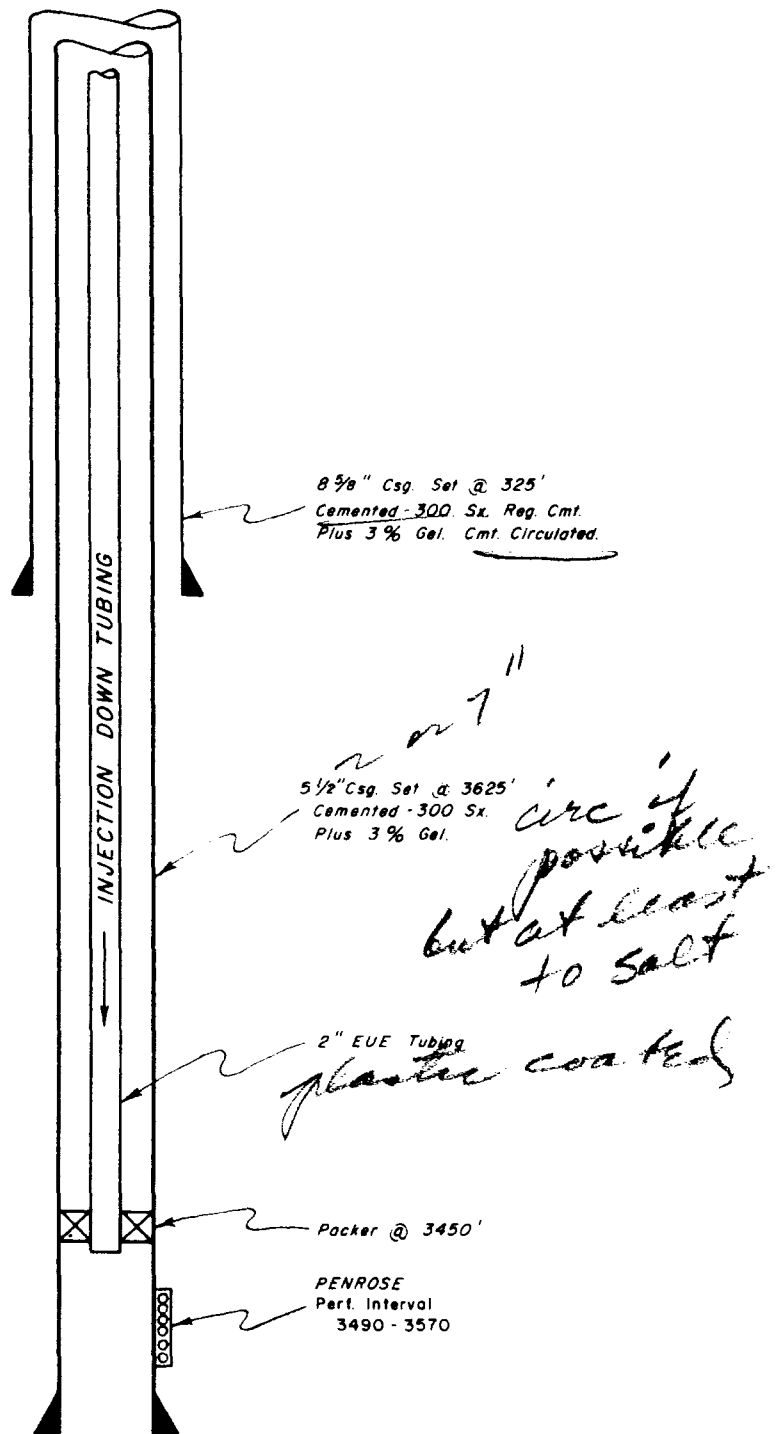 8 5/8" Csg. Set @ 325'
Cemented - 300 Sx. Reg. Cmt.
Plus 3 % Gel. Cmt. Circulated.
INJECTION DOWN TUBING
or 7"
5 1/2" Csg. Set @ 3625'
Cemented - 300 Sx.
Plus 3 % Gel.
circ if
possible
but at least
to salt
2" EUE Tubing
plastic coated
Packer @ 3450'
PENROSE
Perf. Interval
3490 - 3570